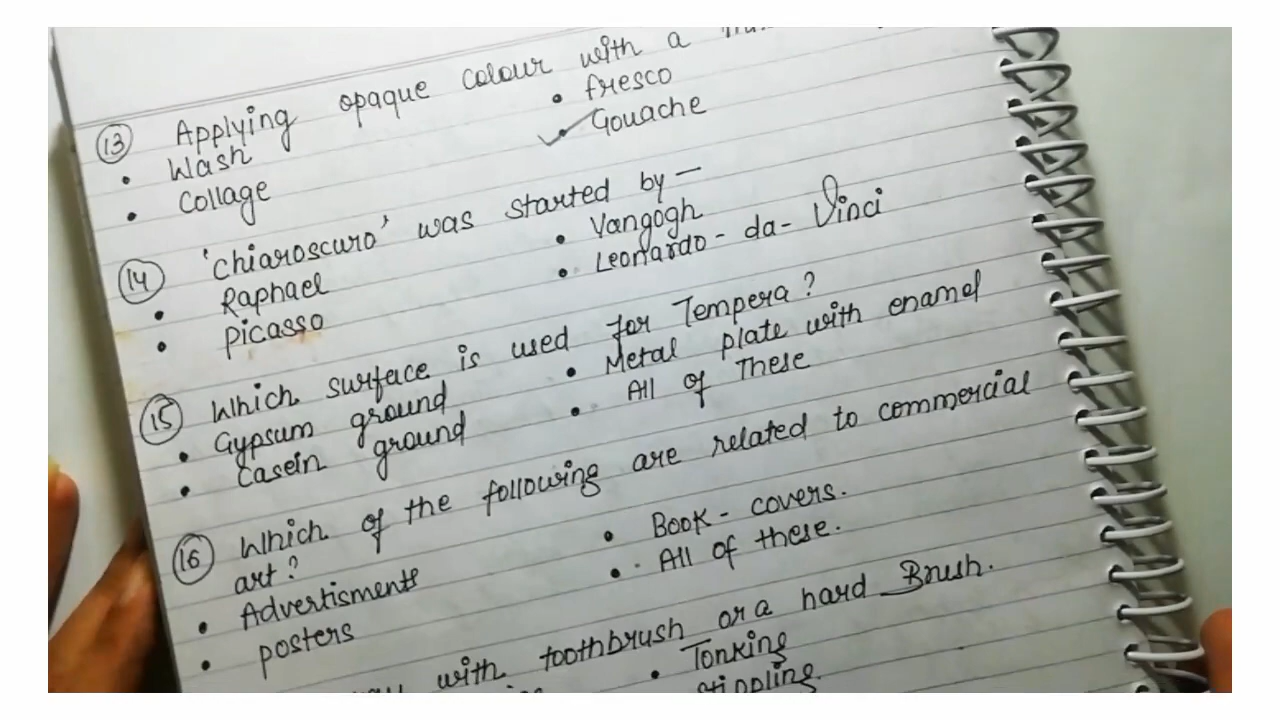 13 Applying opaque colour with a
• Wash • fresco
• Collage • Gouache
14 'Chiaroscuro' was started by —
• Raphael • Vangogh
• Picasso • Leonardo - da - Vinci
15 Which surface is used for Tempera?
• Gypsum ground • Metal plate with enamel
• Casein ground • All of These
16 Which of the following are related to commercial
art?
• Advertisments • Book - covers.
• posters • All of these.
with toothbrush or a hard Brush.
• Tonking
Stippling.